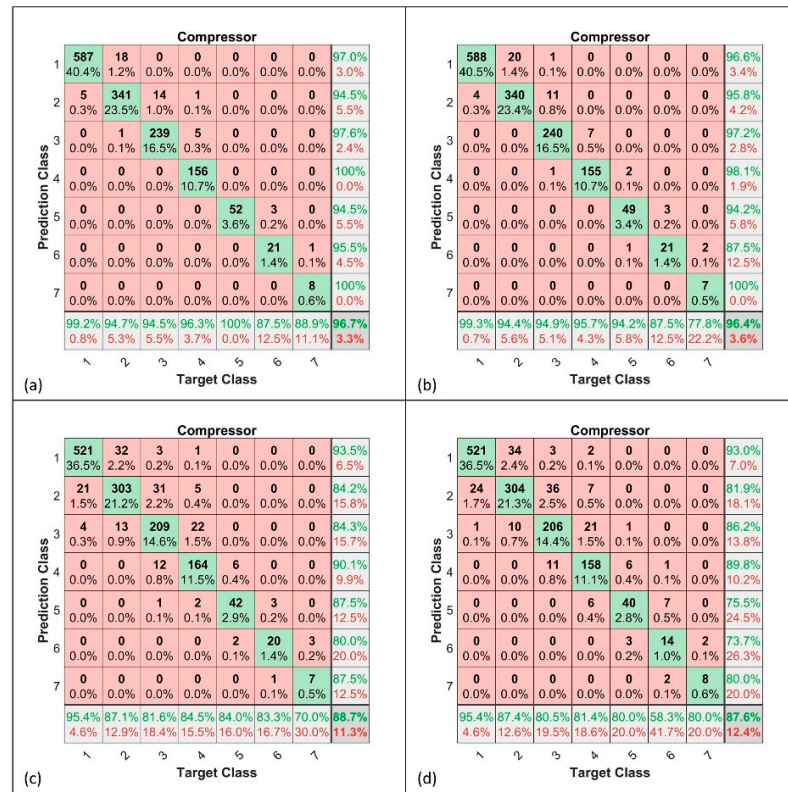 Compressor
1 587 18 0 0 0 0 0 97.0%
40.4% 1.2% 0.0% 0.0% 0.0% 0.0% 0.0% 3.0%
2 5 341 14 1 0 0 0 94.5%
0.3% 23.5% 1.0% 0.1% 0.0% 0.0% 0.0% 5.5%
3 0 1 239 5 0 0 0 97.6%
0.0% 0.1% 16.5% 0.3% 0.0% 0.0% 0.0% 2.4%
4 0 0 0 156 0 0 0 100%
0.0% 0.0% 0.0% 10.7% 0.0% 0.0% 0.0% 0.0%
5 0 0 0 0 52 3 0 94.5%
0.0% 0.0% 0.0% 0.0% 3.6% 0.2% 0.0% 5.5%
6 0 0 0 0 0 21 1 95.5%
0.0% 0.0% 0.0% 0.0% 0.0% 1.4% 0.1% 4.5%
7 0 0 0 0 0 0 8 100%
0.0% 0.0% 0.0% 0.0% 0.0% 0.0% 0.6% 0.0%
99.2% 94.7% 94.5% 96.3% 100% 87.5% 88.9% 96.7%
0.8% 5.3% 5.5% 3.7% 0.0% 12.5% 11.1% 3.3%
1 2 3 4 5 6 7
Prediction Class
Target Class
(a)
Compressor
1 588 20 1 0 0 0 0 96.6%
40.5% 1.4% 0.1% 0.0% 0.0% 0.0% 0.0% 3.4%
2 4 340 11 0 0 0 0 95.8%
0.3% 23.4% 0.8% 0.0% 0.0% 0.0% 0.0% 4.2%
3 0 0 240 7 0 0 0 97.2%
0.0% 0.0% 16.5% 0.5% 0.0% 0.0% 0.0% 2.8%
4 0 0 1 155 2 0 0 98.1%
0.0% 0.0% 0.1% 10.7% 0.1% 0.0% 0.0% 1.9%
5 0 0 0 0 49 3 0 94.2%
0.0% 0.0% 0.0% 0.0% 3.4% 0.2% 0.0% 5.8%
6 0 0 0 0 1 21 2 87.5%
0.0% 0.0% 0.0% 0.0% 0.1% 1.4% 0.1% 12.5%
7 0 0 0 0 0 0 7 100%
0.0% 0.0% 0.0% 0.0% 0.0% 0.0% 0.5% 0.0%
99.3% 94.4% 94.9% 95.7% 94.2% 87.5% 77.8% 96.4%
0.7% 5.6% 5.1% 4.3% 5.8% 12.5% 22.2% 3.6%
1 2 3 4 5 6 7
Prediction Class
Target Class
(b)
Compressor
1 521 32 3 1 0 0 0 93.5%
36.5% 2.2% 0.2% 0.1% 0.0% 0.0% 0.0% 6.5%
2 21 303 31 5 0 0 0 84.2%
1.5% 21.2% 2.2% 0.4% 0.0% 0.0% 0.0% 15.8%
3 4 13 209 22 0 0 0 84.3%
0.3% 0.9% 14.6% 1.5% 0.0% 0.0% 0.0% 15.7%
4 0 0 12 164 6 0 0 90.1%
0.0% 0.0% 0.8% 11.5% 0.4% 0.0% 0.0% 9.9%
5 0 0 1 2 42 3 0 87.5%
0.0% 0.0% 0.1% 0.1% 2.9% 0.2% 0.0% 12.5%
6 0 0 0 0 2 20 3 80.0%
0.0% 0.0% 0.0% 0.0% 0.1% 1.4% 0.2% 20.0%
7 0 0 0 0 0 1 7 87.5%
0.0% 0.0% 0.0% 0.0% 0.0% 0.1% 0.5% 12.5%
95.4% 87.1% 81.6% 84.5% 84.0% 83.3% 70.0% 88.7%
4.6% 12.9% 18.4% 15.5% 16.0% 16.7% 30.0% 11.3%
1 2 3 4 5 6 7
Prediction Class
Target Class
(c)
Compressor
1 521 34 3 2 0 0 0 93.0%
36.5% 2.4% 0.2% 0.1% 0.0% 0.0% 0.0% 7.0%
2 24 304 36 7 0 0 0 81.9%
1.7% 21.3% 2.5% 0.5% 0.0% 0.0% 0.0% 18.1%
3 1 10 206 21 1 0 0 86.2%
0.1% 0.7% 14.4% 1.5% 0.1% 0.0% 0.0% 13.8%
4 0 0 11 158 6 1 0 89.8%
0.0% 0.0% 0.8% 11.1% 0.4% 0.1% 0.0% 10.2%
5 0 0 0 6 40 7 0 75.5%
0.0% 0.0% 0.0% 0.4% 2.8% 0.5% 0.0% 24.5%
6 0 0 0 0 3 14 2 73.7%
0.0% 0.0% 0.0% 0.0% 0.2% 1.0% 0.1% 26.3%
7 0 0 0 0 0 2 8 80.0%
0.0% 0.0% 0.0% 0.0% 0.0% 0.1% 0.6% 20.0%
95.4% 87.4% 80.5% 81.4% 80.0% 58.3% 80.0% 87.6%
4.6% 12.6% 19.5% 18.6% 20.0% 41.7% 20.0% 12.4%
1 2 3 4 5 6 7
Prediction Class
Target Class
(d)